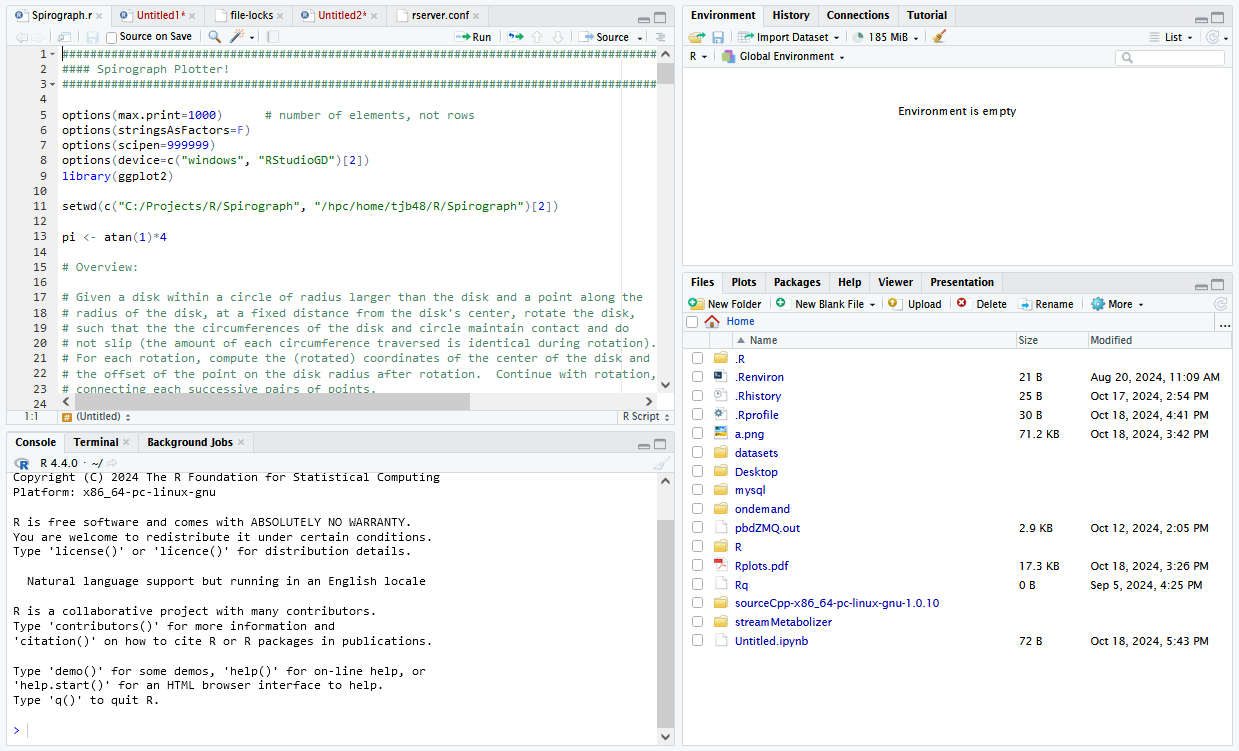 Spirograph.r Untitled1* file-locks Untitled2* rserver.conf
Source on Save Run Source
1 ################################################################################
2 #### Spirograph Plotter!
3 ################################################################################
4
5 options(max.print=1000)      # number of elements, not rows
6 options(stringsAsFactors=F)
7 options(scipen=999999)
8 options(device=c("windows", "RStudioGD")[2])
9 library(ggplot2)
10
11 setwd(c("C:/Projects/R/Spirograph", "/hpc/home/tjb48/R/Spirograph")[2])
12
13 pi <- atan(1)*4
14
15 # Overview:
16
17 # Given a disk within a circle of radius larger than the disk and a point along the
18 # radius of the disk, at a fixed distance from the disk's center, rotate the disk,
19 # such that the the circumferences of the disk and circle maintain contact and do
20 # not slip (the amount of each circumference traversed is identical during rotation).
21 # For each rotation, compute the (rotated) coordinates of the center of the disk and
22 # the offset of the point on the disk radius after rotation.  Continue with rotation,
23 # connecting each successive pairs of points.
24
1:1 # (Untitled) R Script
Console Terminal Background Jobs
R R 4.4.0 · ~/
Copyright (C) 2024 The R Foundation for Statistical Computing
Platform: x86_64-pc-linux-gnu
R is free software and comes with ABSOLUTELY NO WARRANTY.
You are welcome to redistribute it under certain conditions.
Type 'license()' or 'licence()' for distribution details.
Natural language support but running in an English locale
R is a collaborative project with many contributors.
Type 'contributors()' for more information and
'citation()' on how to cite R or R packages in publications.
Type 'demo()' for some demos, 'help()' for on-line help, or
'help.start()' for an HTML browser interface to help.
Type 'q()' to quit R.
>
Environment History Connections Tutorial
Import Dataset 185 MiB List
R Global Environment
Environment is empty
Files Plots Packages Help Viewer Presentation
New Folder New Blank File Upload Delete Rename More
Home ...
Name Size Modified
.R
.Renviron 21 B Aug 20, 2024, 11:09 AM
.Rhistory 25 B Oct 17, 2024, 2:54 PM
.Rprofile 30 B Oct 18, 2024, 4:41 PM
a.png 71.2 KB Oct 18, 2024, 3:42 PM
datasets
Desktop
mysql
ondemand
pbdZMQ.out 2.9 KB Oct 12, 2024, 2:05 PM
R
Rplots.pdf 17.3 KB Oct 18, 2024, 3:26 PM
Rq 0 B Sep 5, 2024, 4:25 PM
sourceCpp-x86_64-pc-linux-gnu-1.0.10
streamMetabolizer
Untitled.ipynb 72 B Oct 18, 2024, 5:43 PM